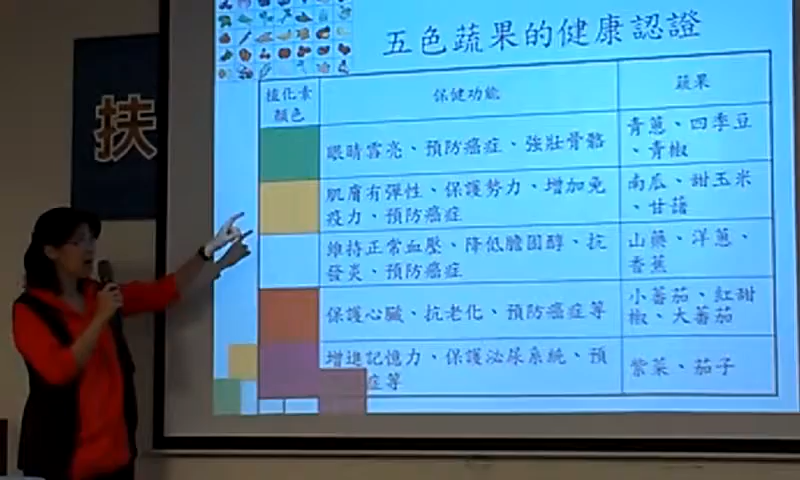 五色蔬果的健康認證
扶
植化素
顏色
保健功能
蔬果
眼睛雪亮、預防癌症、強壯骨骼
青蔥、四季豆
、青椒
肌膚有彈性、保護勢力、增加免
疫力、預防癌症
南瓜、甜玉米
、甘藷
維持正常血壓、降低膽固醇、抗
發炎、預防癌症
山藥、洋蔥、
香蕉
保護心臟、抗老化、預防癌症等
小蕃茄、紅甜
椒、大蕃茄
增進記憶力、保護泌尿系統、預
症等
紫菜、茄子